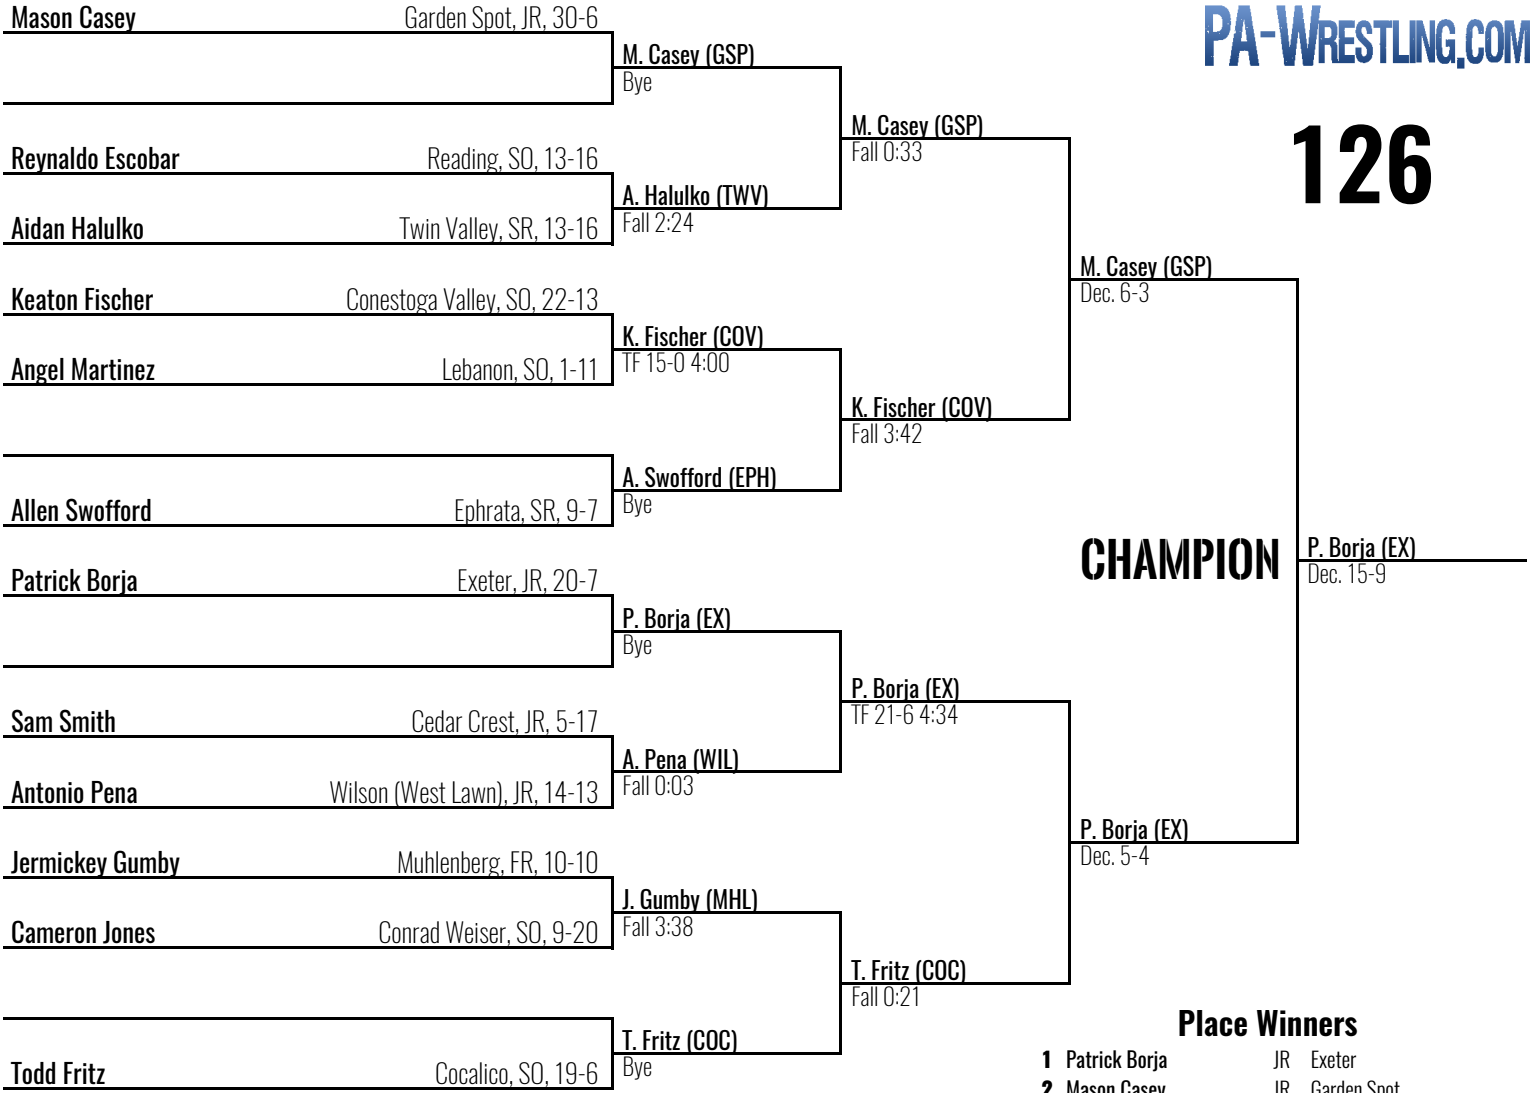 Mason Casey Garden Spot, JR, 30-6
PA-WRESTLING.COM
M. Casey (GSP)
Bye
M. Casey (GSP)
Fall 0:33
126
Reynaldo Escobar Reading, SO, 13-16
A. Halulko (TWV)
Fall 2:24
Aidan Halulko Twin Valley, SR, 13-16
M. Casey (GSP)
Dec. 6-3
Keaton Fischer Conestoga Valley, SO, 22-13
K. Fischer (COV)
TF 15-0 4:00
Angel Martinez Lebanon, SO, 1-11
K. Fischer (COV)
Fall 3:42
A. Swofford (EPH)
Bye
Allen Swofford Ephrata, SR, 9-7
CHAMPION
P. Borja (EX)
Dec. 15-9
Patrick Borja Exeter, JR, 20-7
P. Borja (EX)
Bye
P. Borja (EX)
TF 21-6 4:34
Sam Smith Cedar Crest, JR, 5-17
A. Pena (WIL)
Fall 0:03
Antonio Pena Wilson (West Lawn), JR, 14-13
P. Borja (EX)
Dec. 5-4
Jermickey Gumby Muhlenberg, FR, 10-10
J. Gumby (MHL)
Fall 3:38
Cameron Jones Conrad Weiser, SO, 9-20
T. Fritz (COC)
Fall 0:21
T. Fritz (COC)
Bye
Todd Fritz Cocalico, SO, 19-6
Place Winners
1 Patrick Borja JR Exeter
2 Mason Casey JR Garden Spot